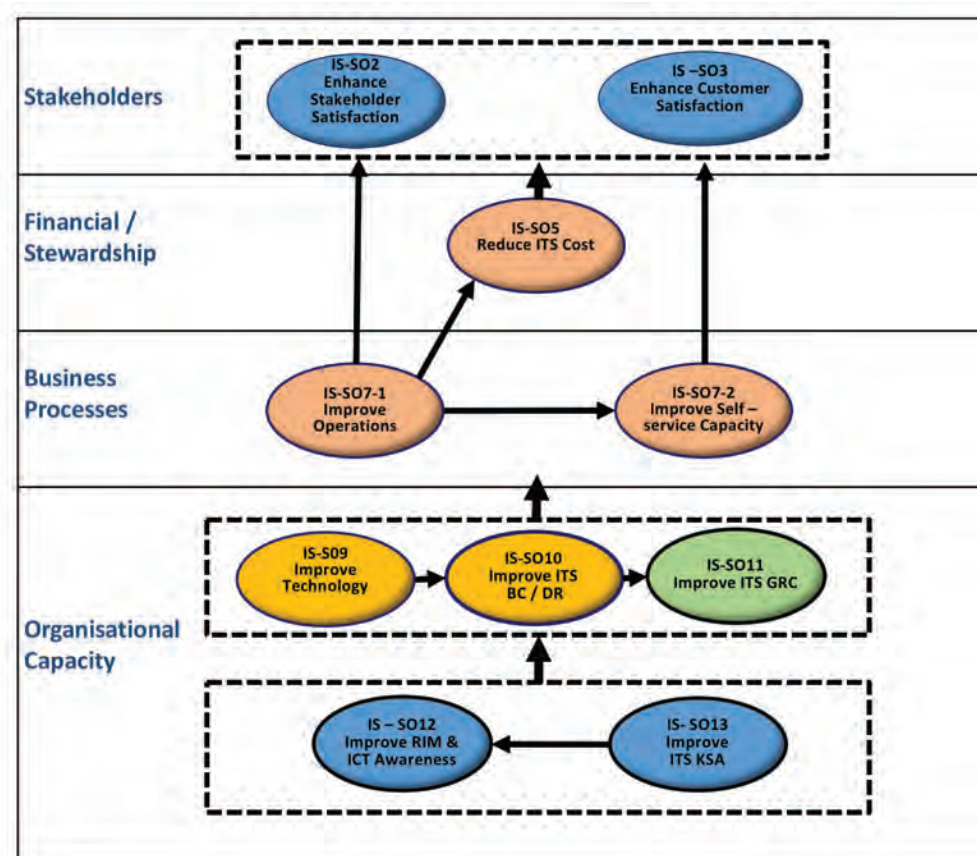 Stakeholders
IS-SO2
Enhance
Stakeholder
Satisfaction
IS –SO3
Enhance Customer
Satisfaction
Financial /
Stewardship
IS-SO5
Reduce ITS Cost
Business
Processes
IS-SO7-1
Improve
Operations
IS-SO7-2
Improve Self –
service Capacity
Organisational
Capacity
IS-S09
Improve
Technology
IS-SO10
Improve ITS
BC / DR
IS-SO11
Improve ITS GRC
IS – SO12
Improve RIM &
ICT Awareness
IS- SO13
Improve
ITS KSA